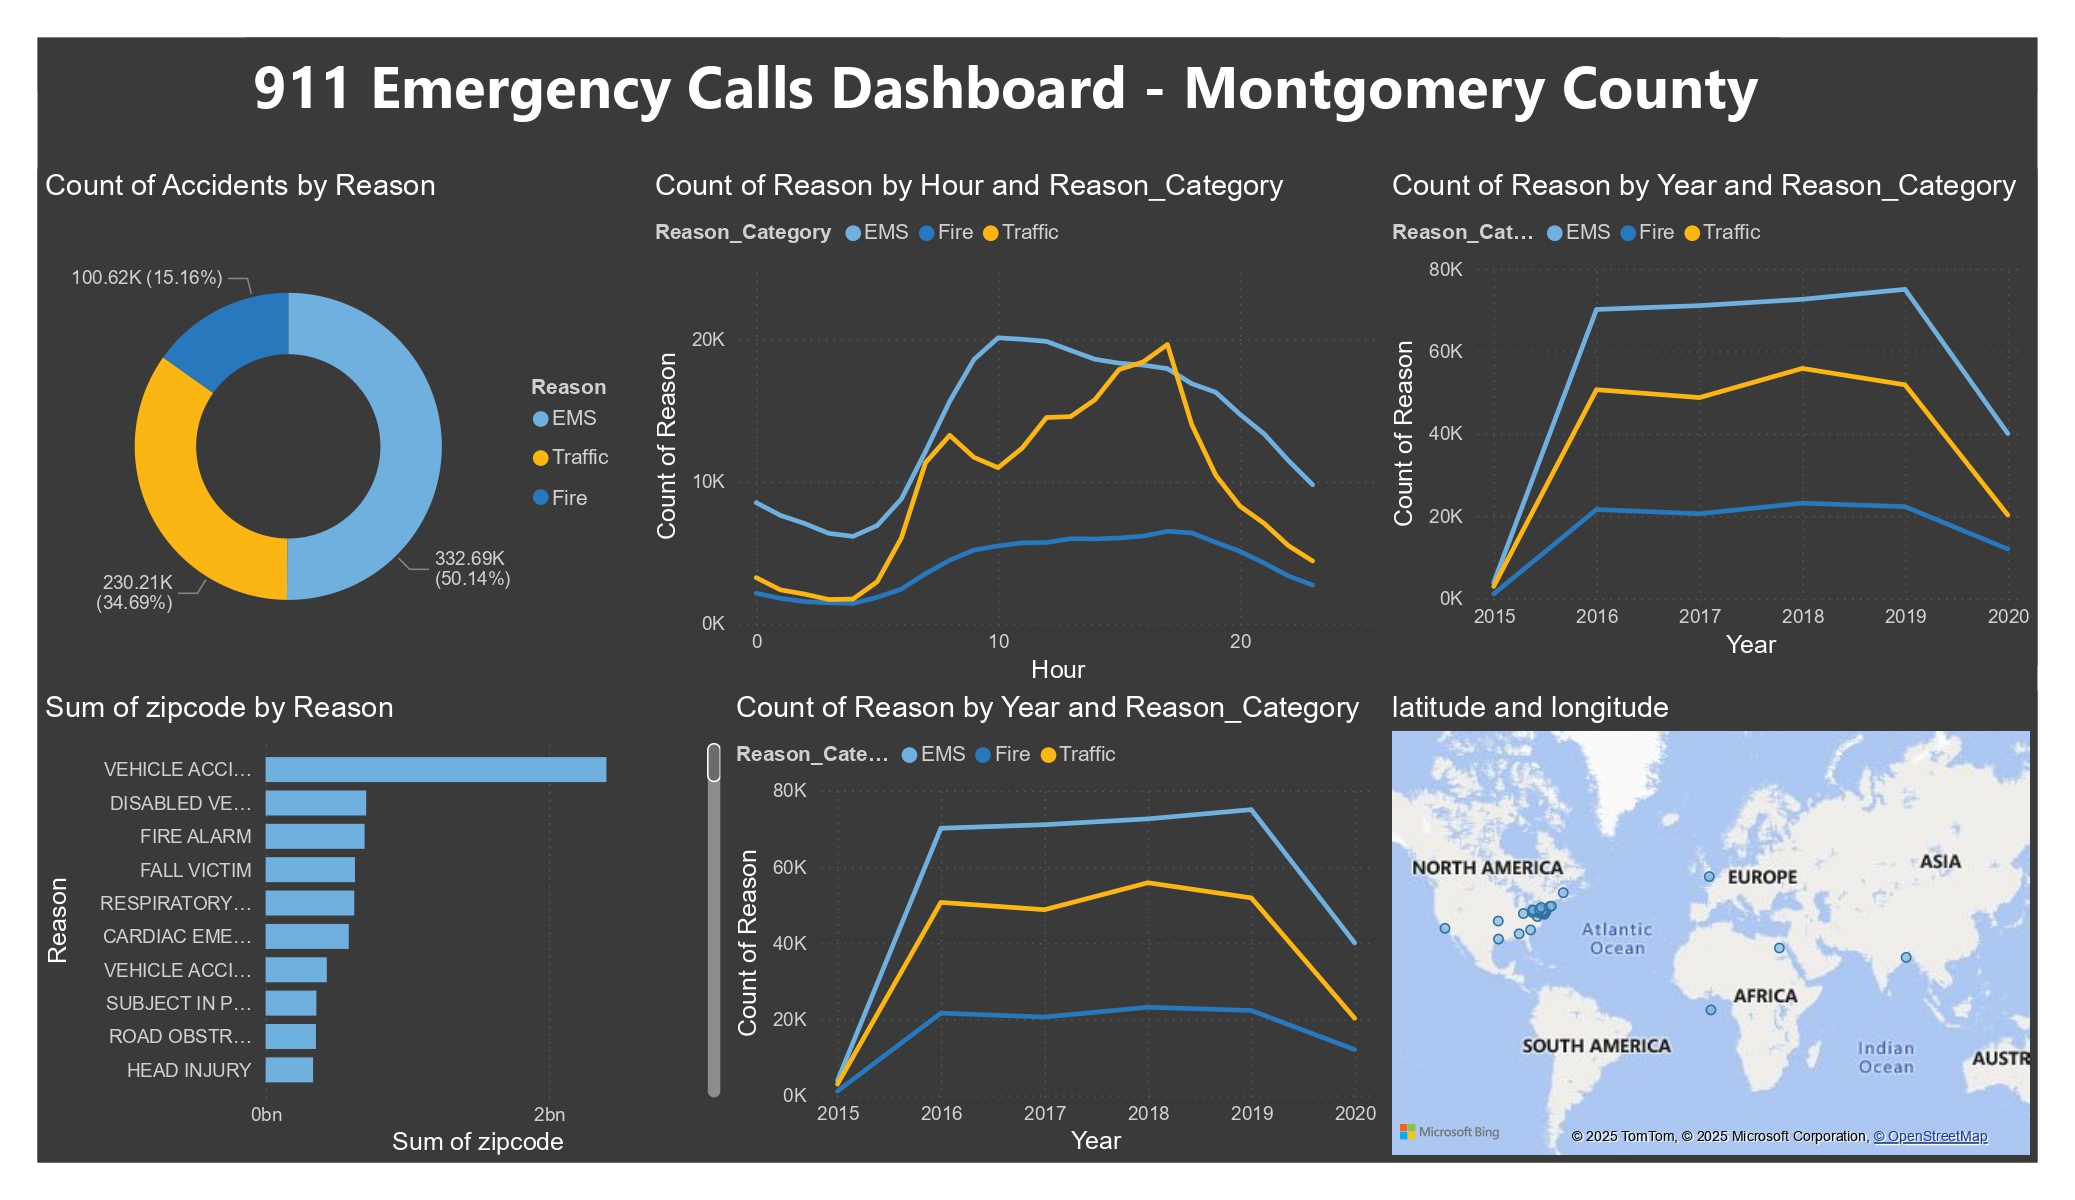 911 Emergency Calls Dashboard - Montgomery County
Count of Accidents by Reason
100.62K (15.16%)
230.21K
(34.69%)
332.69K
(50.14%)
Reason
EMS
Traffic
Fire
Count of Reason by Hour and Reason_Category
Reason_Category EMS Fire Traffic
Count of Reason
20K
10K
0K
0 10 20
Hour
Count of Reason by Year and Reason_Category
Reason_Cat... EMS Fire Traffic
Count of Reason
80K
60K
40K
20K
0K
2015 2016 2017 2018 2019 2020
Year
Sum of zipcode by Reason
Reason
VEHICLE ACCI...
DISABLED VE...
FIRE ALARM
FALL VICTIM
RESPIRATORY...
CARDIAC EME...
VEHICLE ACCI...
SUBJECT IN P...
ROAD OBSTR...
HEAD INJURY
0bn 2bn
Sum of zipcode
Count of Reason by Year and Reason_Category
Reason_Cate... EMS Fire Traffic
Count of Reason
80K
60K
40K
20K
0K
2015 2016 2017 2018 2019 2020
Year
latitude and longitude
NORTH AMERICA
EUROPE
ASIA
Atlantic
Ocean
AFRICA
SOUTH AMERICA
Indian
Ocean
AUSTR
Microsoft Bing
© 2025 TomTom, © 2025 Microsoft Corporation, © OpenStreetMap